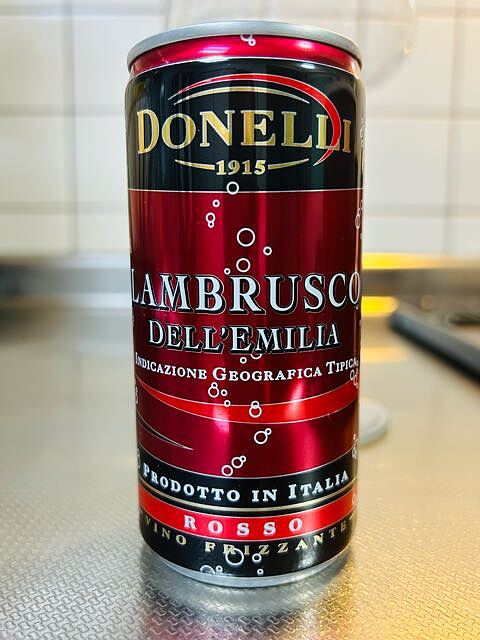 DONELLI
1915
LAMBRUSCO
DELL'EMILIA
INDICAZIONE GEOGRAFICA TIPICA
PRODOTTO IN ITALIA
ROSSO
VINO FRIZZANTE